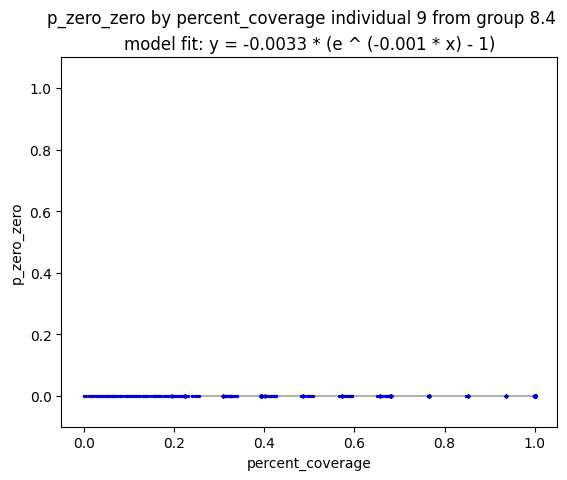 p_zero_zero by percent_coverage individual 9 from group 8.4
model fit: y = -0.0033 * (e ^ (-0.001 * x) - 1)
1.0
0.8
0.6
0.4
0.2
0.0
p_zero_zero
0.0 0.2 0.4 0.6 0.8 1.0
percent_coverage